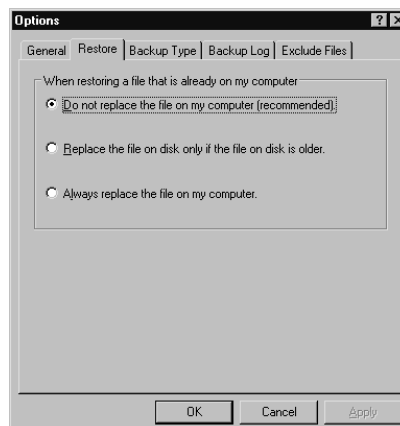 Options
General Restore Backup Type Backup Log Exclude Files
When restoring a file that is already on my computer
Do not replace the file on my computer (recommended).
Replace the file on disk only if the file on disk is older.
Always replace the file on my computer.
OK Cancel Apply